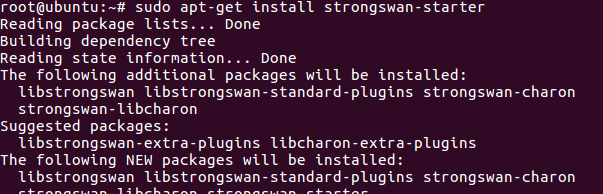 root@ubuntu:~# sudo apt-get install strongswan-starter
Reading package lists... Done
Building dependency tree
Reading state information... Done
The following additional packages will be installed:
libstrongswan libstrongswan-standard-plugins strongswan-charon
strongswan-libcharon
Suggested packages:
libstrongswan-extra-plugins libcharon-extra-plugins
The following NEW packages will be installed:
libstrongswan libstrongswan-standard-plugins strongswan-charon
strongswan-libcharon strongswan-starter